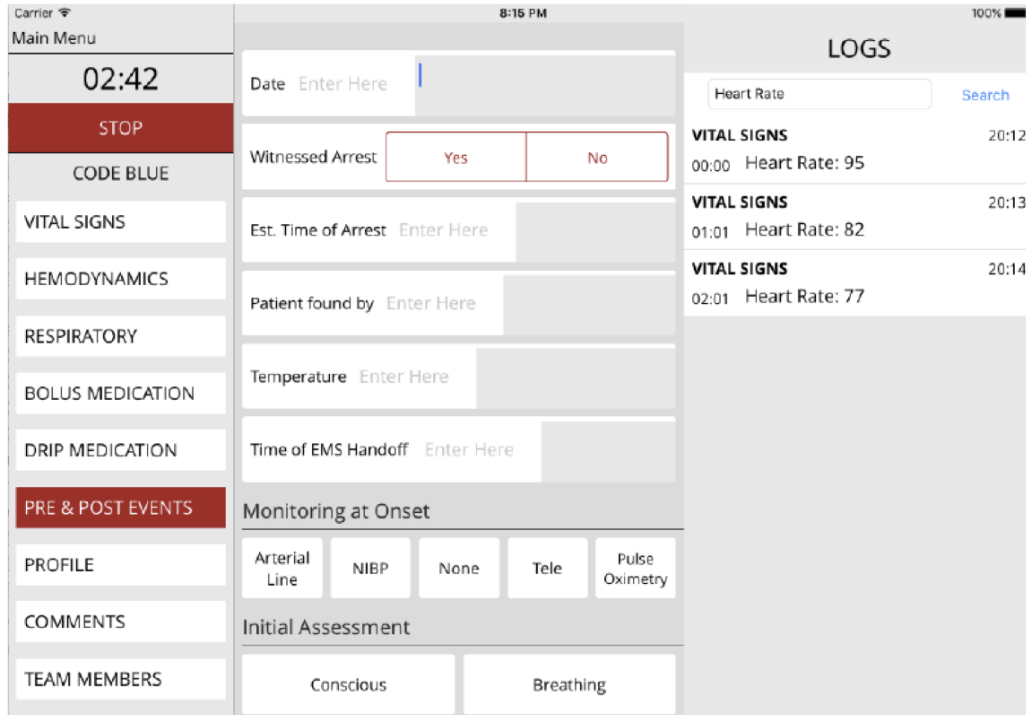 Carrier
8:15 PM
100%
Main Menu
02:42
STOP
CODE BLUE
VITAL SIGNS
HEMODYNAMICS
RESPIRATORY
BOLUS MEDICATION
DRIP MEDICATION
PRE & POST EVENTS
PROFILE
COMMENTS
TEAM MEMBERS
Date Enter Here
Witnessed Arrest Yes No
Est. Time of Arrest Enter Here
Patient found by Enter Here
Temperature Enter Here
Time of EMS Handoff Enter Here
Monitoring at Onset
Arterial
Line
NIBP
None
Tele
Pulse
Oximetry
Initial Assessment
Conscious
Breathing
LOGS
Heart Rate Search
VITAL SIGNS 20:12
00:00 Heart Rate: 95
VITAL SIGNS 20:13
01:01 Heart Rate: 82
VITAL SIGNS 20:14
02:01 Heart Rate: 77